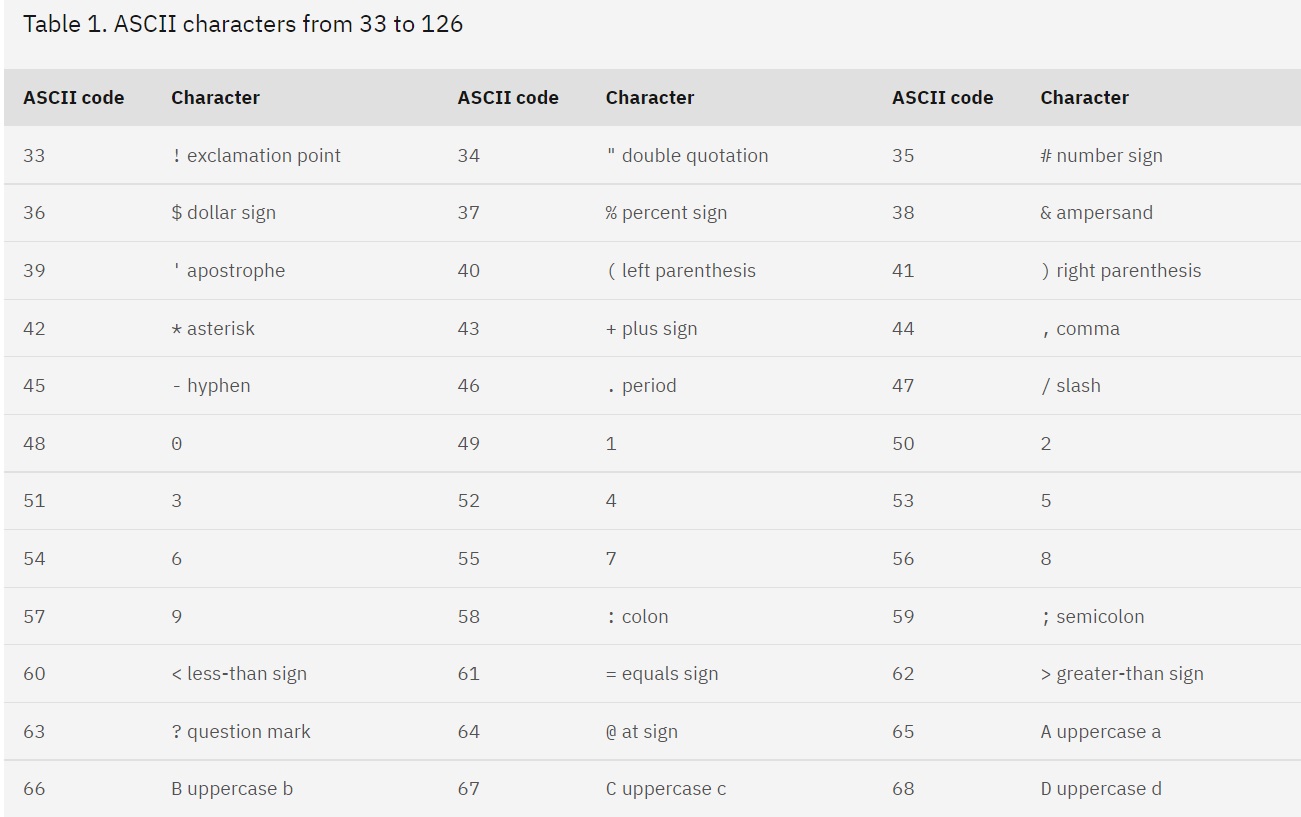 Table 1. ASCII characters from 33 to 126
ASCII code Character ASCII code Character ASCII code Character
33 ! exclamation point 34 " double quotation 35 # number sign
36 $ dollar sign 37 % percent sign 38 & ampersand
39 ' apostrophe 40 ( left parenthesis 41 ) right parenthesis
42 * asterisk 43 + plus sign 44 , comma
45 - hyphen 46 . period 47 / slash
48 0 49 1 50 2
51 3 52 4 53 5
54 6 55 7 56 8
57 9 58 : colon 59 ; semicolon
60 < less-than sign 61 = equals sign 62 > greater-than sign
63 ? question mark 64 @ at sign 65 A uppercase a
66 B uppercase b 67 C uppercase c 68 D uppercase d